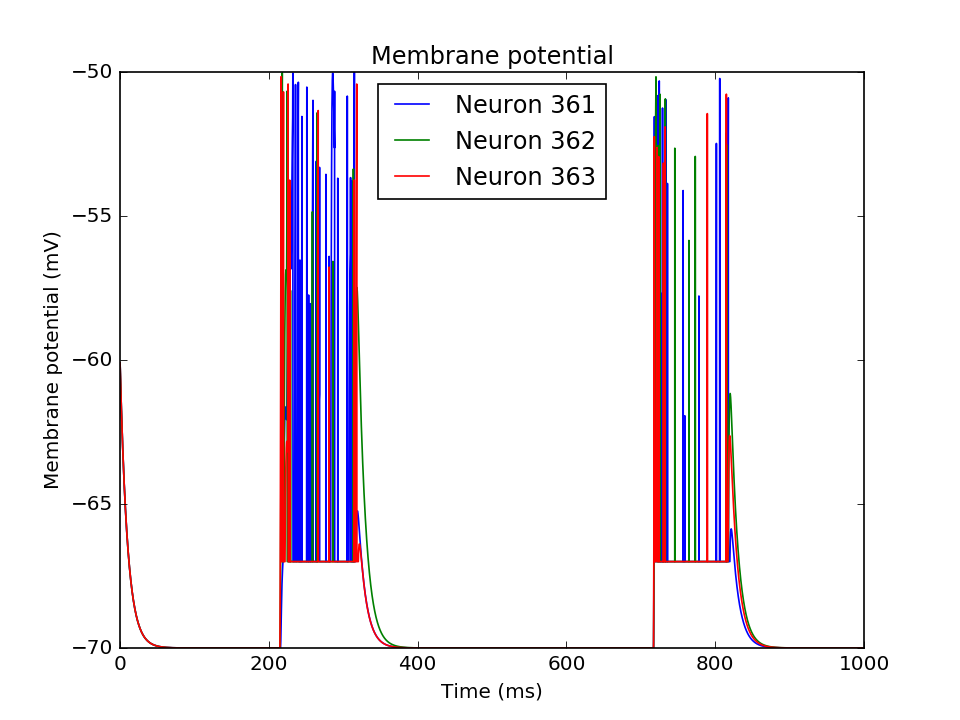 Membrane potential
Neuron 361
Neuron 362
Neuron 363
Membrane potential (mV)
−50
−55
−60
−65
−70
0 200 400 600 800 1000
Time (ms)